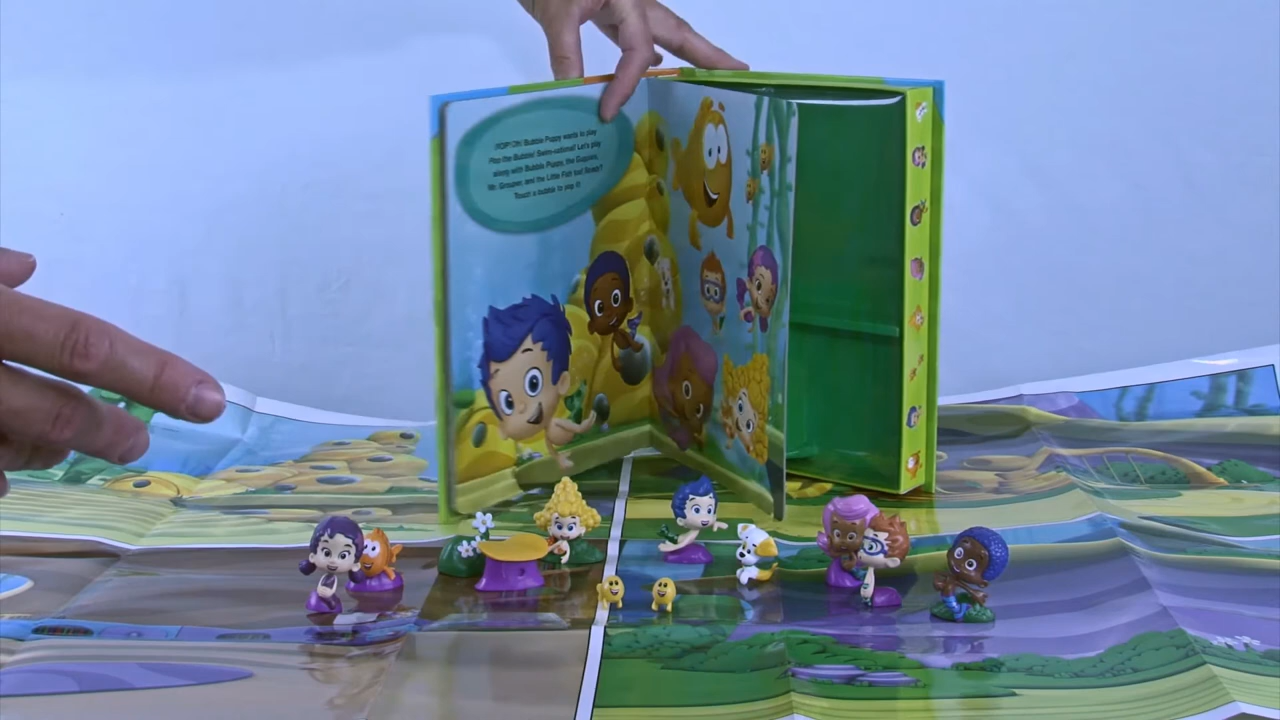 POP! Oh! Bubble Puppy wants to play
Pop the Bubble! Swim-sational! Let's play
along with Bubble Puppy, the Guppies,
Mr. Grouper, and the Little Fish too! Ready?
Touch a bubble to pop it!